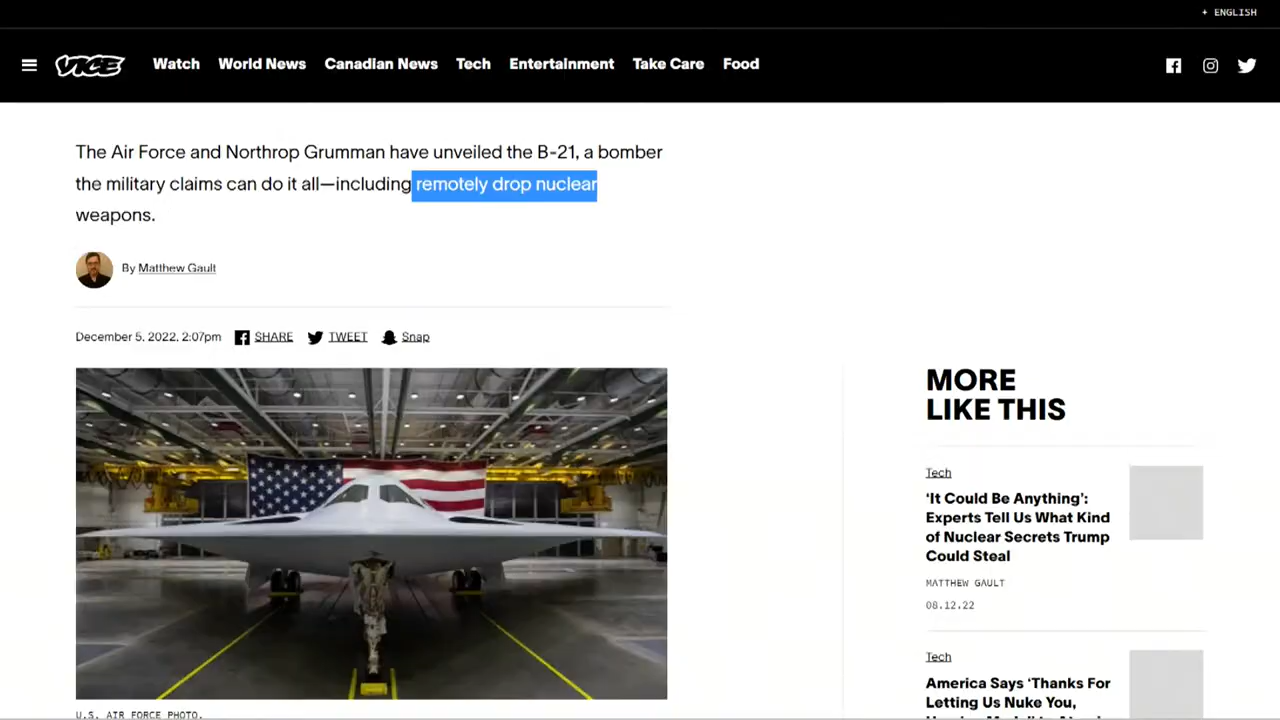 + ENGLISH
VICE
Watch World News Canadian News Tech Entertainment Take Care Food
The Air Force and Northrop Grumman have unveiled the B-21, a bomber
the military claims can do it all—including remotely drop nuclear
weapons.
By Matthew Gault
December 5, 2022, 2:07pm SHARE TWEET Snap
U.S. AIR FORCE PHOTO.
MORE
LIKE THIS
Tech
‘It Could Be Anything’:
Experts Tell Us What Kind
of Nuclear Secrets Trump
Could Steal
MATTHEW GAULT
08.12.22
Tech
America Says ‘Thanks For
Letting Us Nuke You,